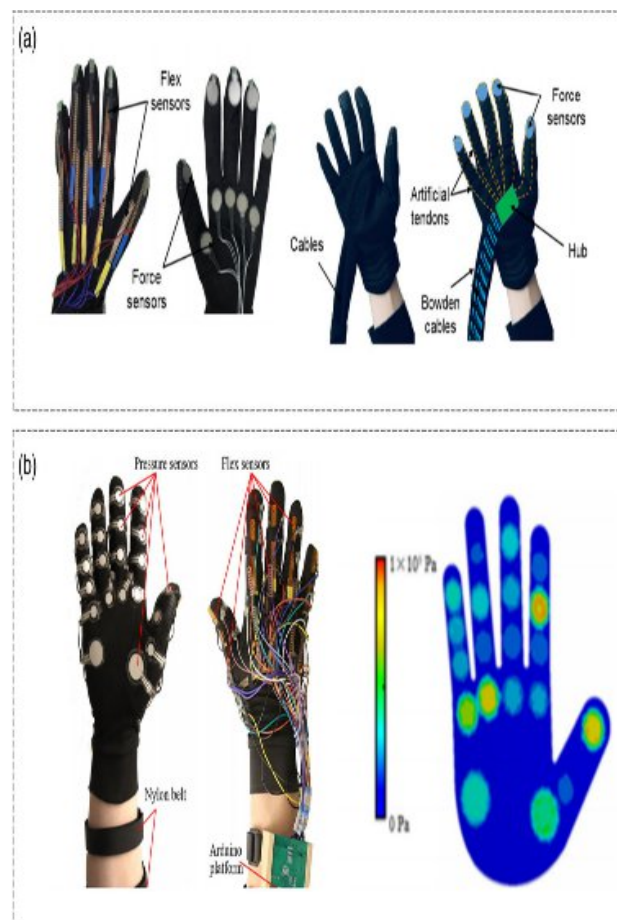 (a)
Flex
sensors
Force
sensors
Cables
Artificial
tendons
Bowden
cables
Force
sensors
Hub
(b)
Pressure sensors
Flex sensors
Nylon belt
Arduino
platform
0 Pa